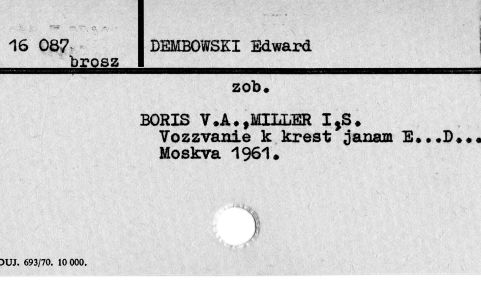 16 087
brosz
DEMBOWSKI Edward
zob.
BORIS V.A.,MILLER I,S.
Vozzvanie k krest janam E...D...
Moskva 1961.
DUJ. 693/70. 10 000.